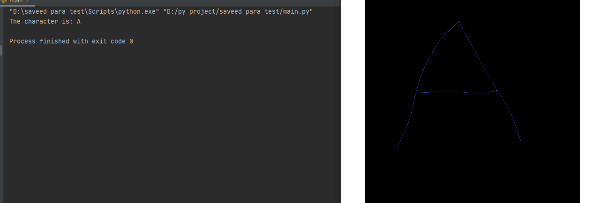 "D:\saveed para test\Scripts\python.exe" "D:/py project/saveed para test/main.py"
The character is: A
Process finished with exit code 0
A